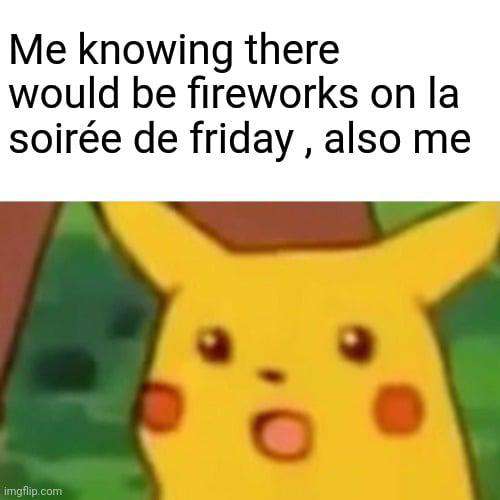 Me knowing there
would be fireworks on la
soirée de friday , also me
imgflip.com